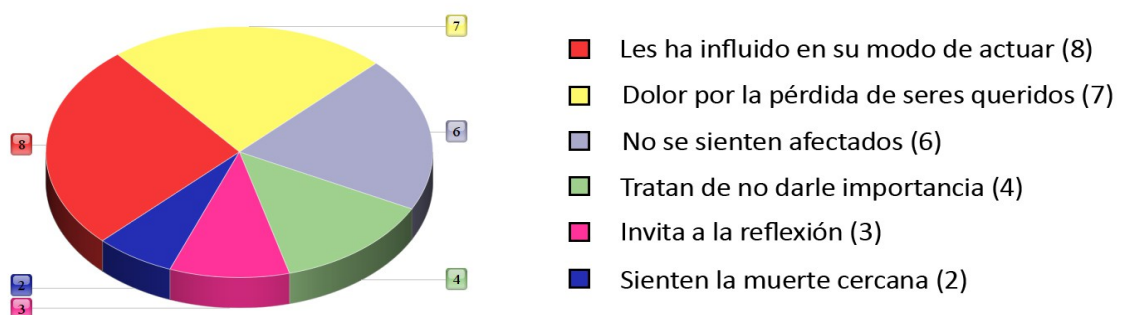 7
6
8
4
2
3
Les ha influido en su modo de actuar (8)
Dolor por la pérdida de seres queridos (7)
No se sienten afectados (6)
Tratan de no darle importancia (4)
Invita a la reflexión (3)
Sienten la muerte cercana (2)